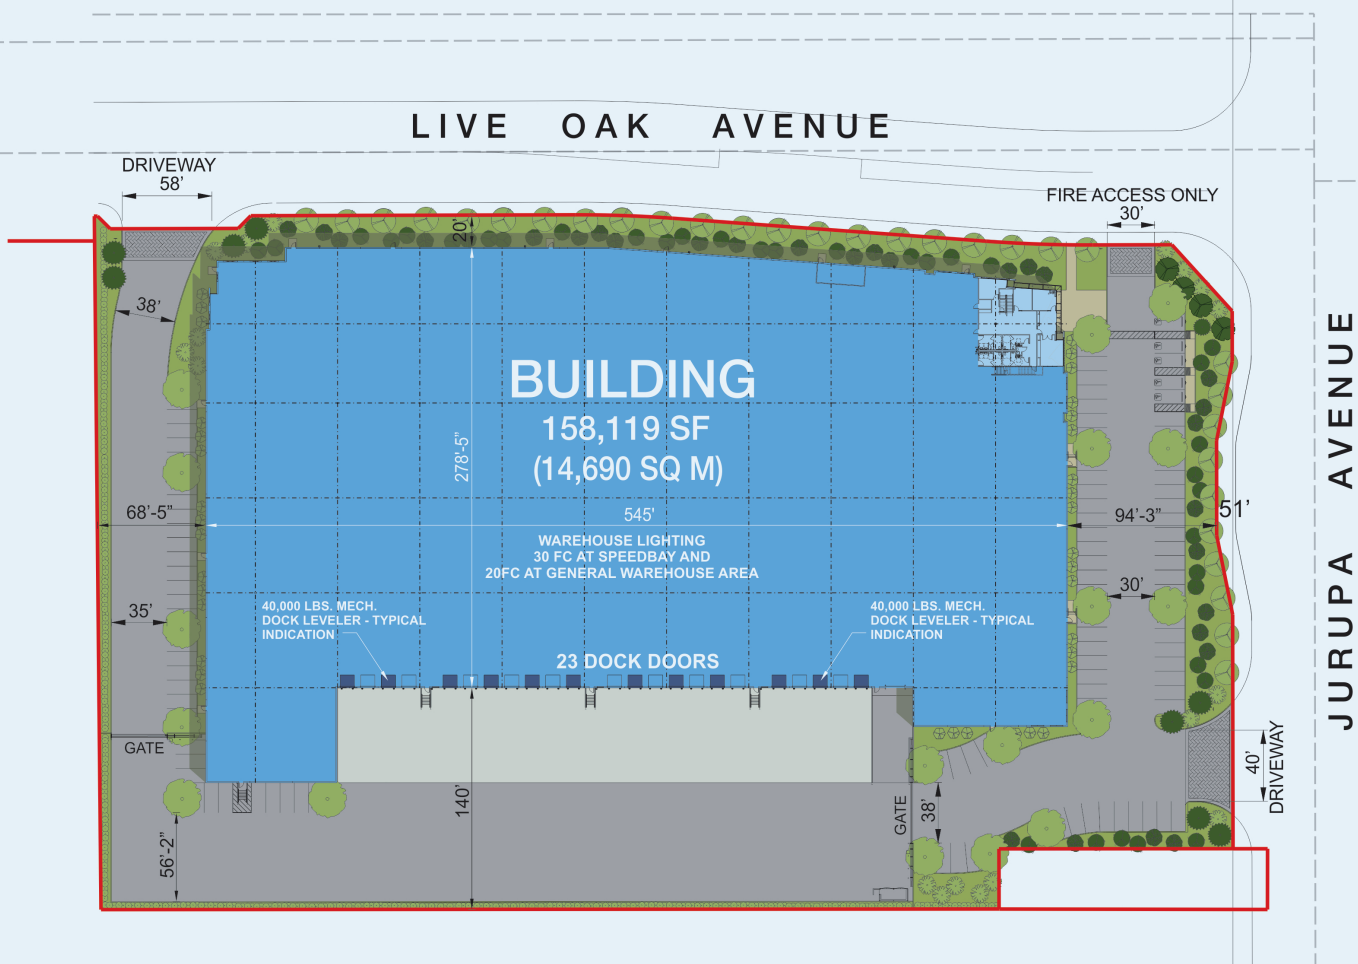 LIVE OAK AVENUE
DRIVEWAY
58’
FIRE ACCESS ONLY
30’
20’
38’
BUILDING
158,119 SF
(14,690 SQ M)
278’-5”
68’-5”
545’
94’-3”
51’
WAREHOUSE LIGHTING
30 FC AT SPEEDBAY AND
20FC AT GENERAL WAREHOUSE AREA
JURUPA AVENUE
35’
30’
40,000 LBS. MECH.
DOCK LEVELER - TYPICAL
INDICATION
40,000 LBS. MECH.
DOCK LEVELER - TYPICAL
INDICATION
23 DOCK DOORS
GATE
40’
DRIVEWAY
140’
GATE
38’
56’-2”